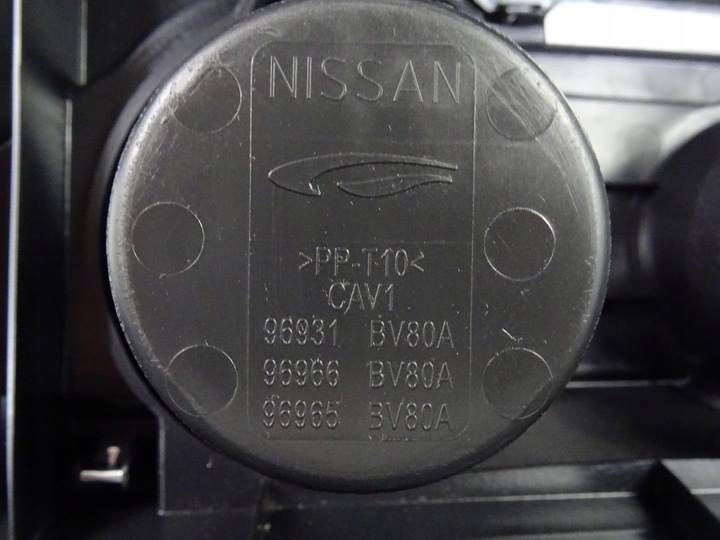 NISSAN
>PP-T10<
CAV1
96931 BV80A
96966 BV80A
96965 BV80A